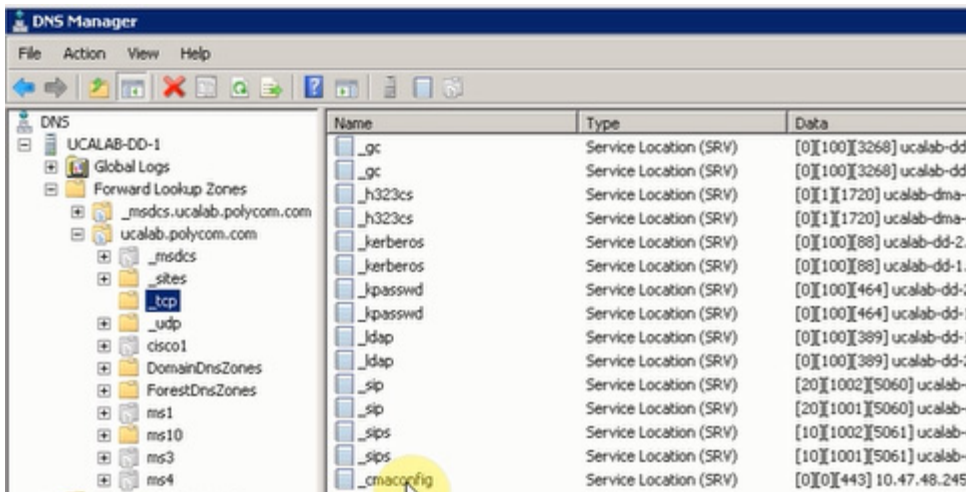 DNS Manager
File Action View Help
DNS
UCALAB-DD-1
Global Logs
Forward Lookup Zones
_msdcs.ucalab.polycom.com
ucalab.polycom.com
_msdcs
_sites
_tcp
_udp
cisco1
DomainDnsZones
ForestDnsZones
ms1
ms10
ms3
ms4
Name Type Data
_gc Service Location (SRV) [0][100][3268] ucalab-dd
_gc Service Location (SRV) [0][100][3268] ucalab-dd
_h323cs Service Location (SRV) [0][1][1720] ucalab-dma-
_h323cs Service Location (SRV) [0][1][1720] ucalab-dma-
_kerberos Service Location (SRV) [0][100][88] ucalab-dd-2.
_kerberos Service Location (SRV) [0][100][88] ucalab-dd-1.
_kpasswd Service Location (SRV) [0][100][464] ucalab-dd-
_kpasswd Service Location (SRV) [0][100][464] ucalab-dd-
_ldap Service Location (SRV) [0][100][389] ucalab-dd-
_ldap Service Location (SRV) [0][100][389] ucalab-dd-
_sip Service Location (SRV) [20][1002][5060] ucalab-
_sip Service Location (SRV) [20][1001][5060] ucalab-
_sips Service Location (SRV) [10][1002][5061] ucalab-
_sips Service Location (SRV) [10][1001][5061] ucalab-
_cmaconfig Service Location (SRV) [0][0][443] 10.47.48.245